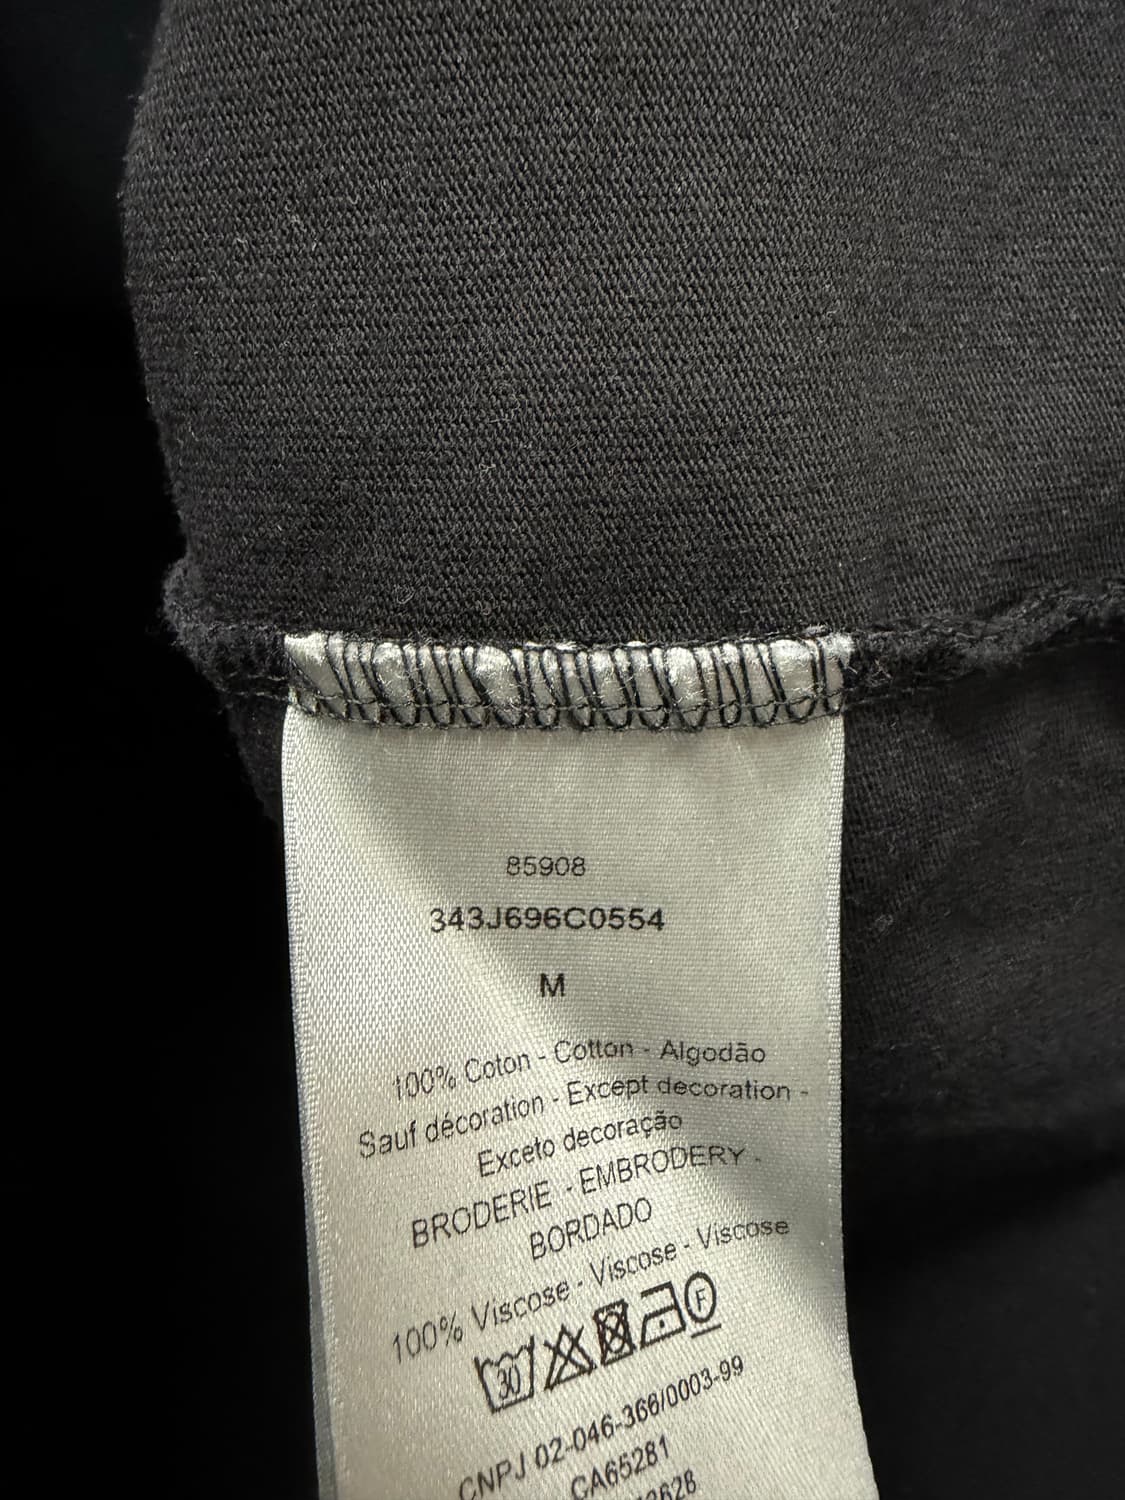 85908
343J696C0554
M
100% Coton - Cotton - Algodão
Sauf décoration - Except decoration -
Exceto decoração
BRODERIE - EMBRODERY -
BORDADO
100% Viscose - Viscose - Viscose
30
F
CNPJ 02-046-366/0003-99
CA65281